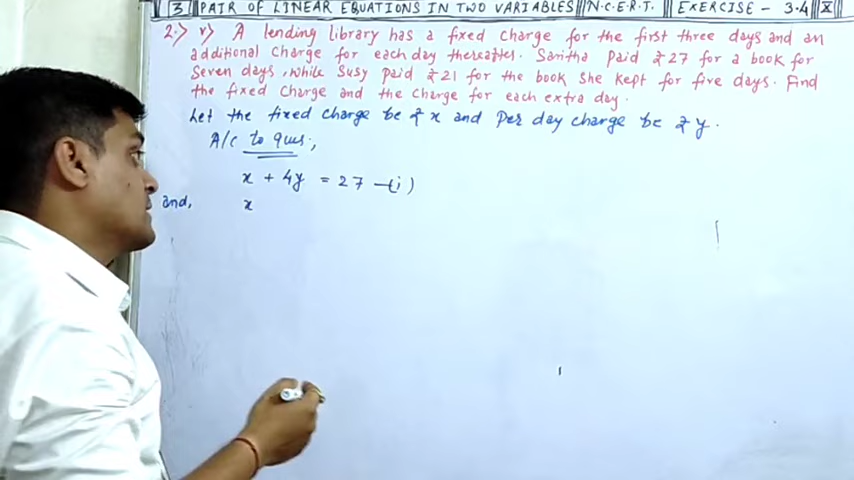 3 PAIR OF LINEAR EQUATIONS IN TWO VARIABLES N.C.E.R.T. EXERCISE - 3.4 X
2.> v) A lending library has a fixed charge for the first three days and an
additional charge for each day thereafter. Saritha paid ₹27 for a book for
seven days, while Susy paid ₹21 for the book she kept for five days. Find
the fixed charge and the charge for each extra day.
Let the fixed charge be ₹ x and per day charge be ₹ y.
A/C to ques,
x + 4y = 27 —(i)
and, x